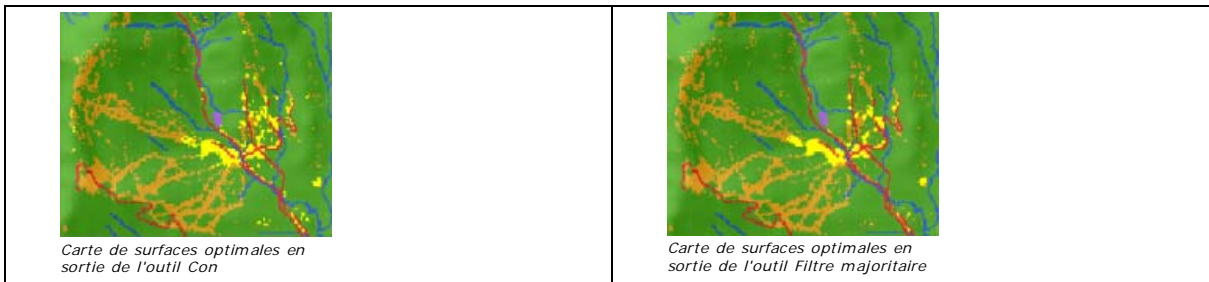 Carte de surfaces optimales en
sortie de l'outil Con
Carte de surfaces optimales en
sortie de l'outil Filtre majoritaire